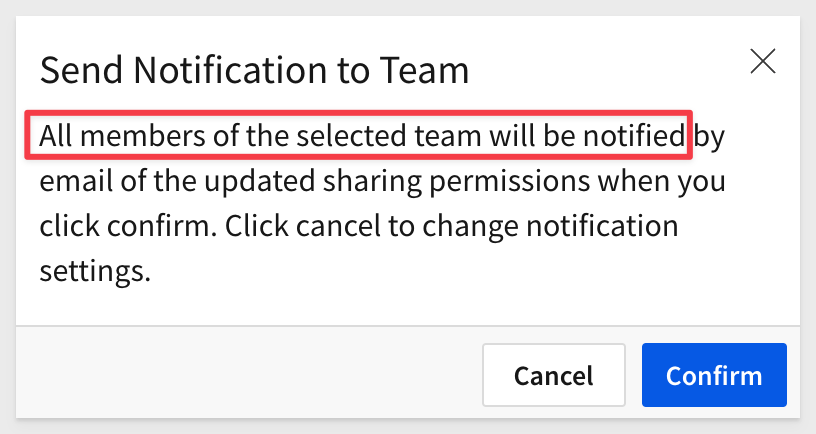 Send Notification to Team
All members of the selected team will be notified by
email of the updated sharing permissions when you
click confirm. Click cancel to change notification
settings.
Cancel
Confirm